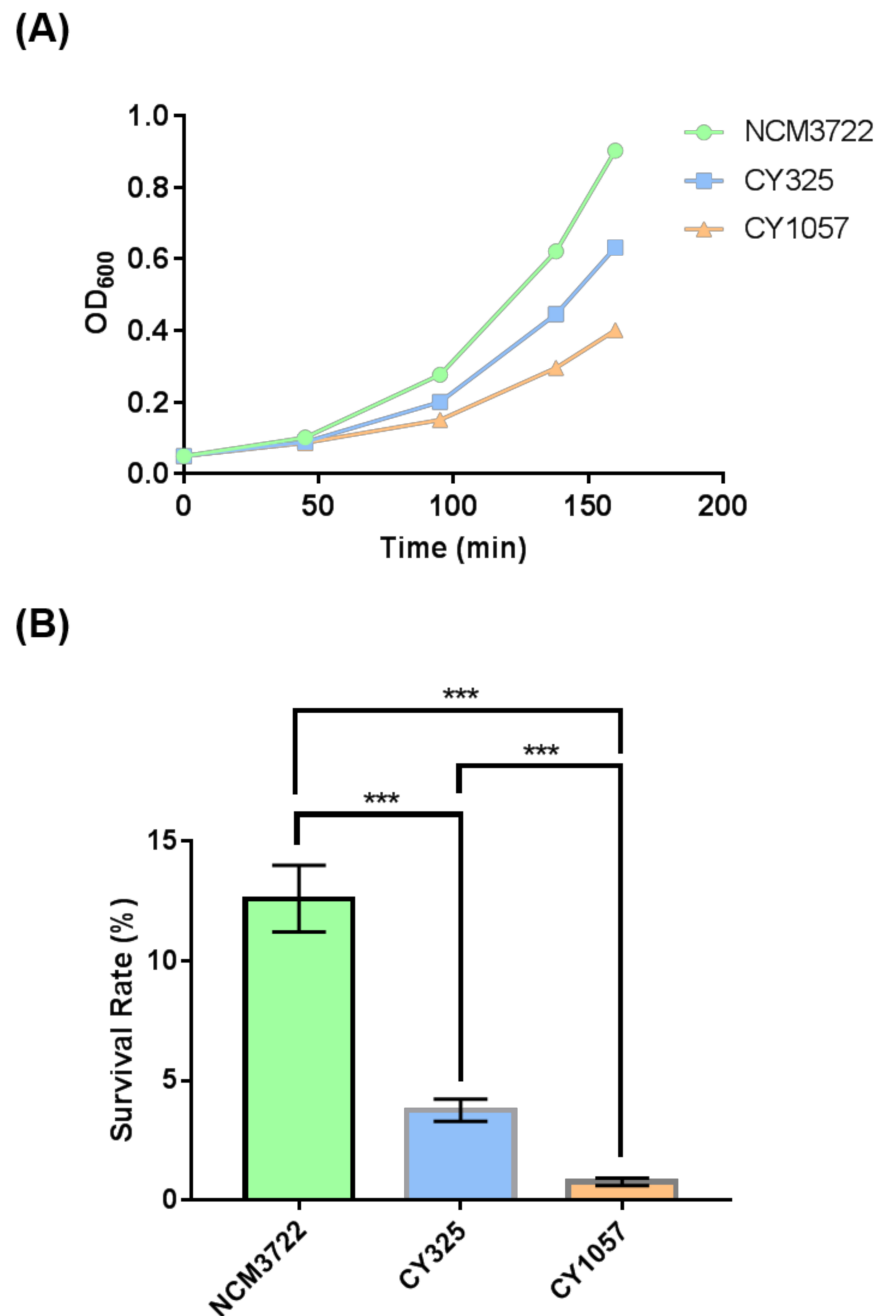 (A)
1.0
0.8
0.6
0.4
0.2
0.0
OD600
0 50 100 150 200
Time (min)
NCM3722
CY325
CY1057
(B)
***
***
***
15
10
5
0
Survival Rate (%)
NCM3722
CY325
CY1057